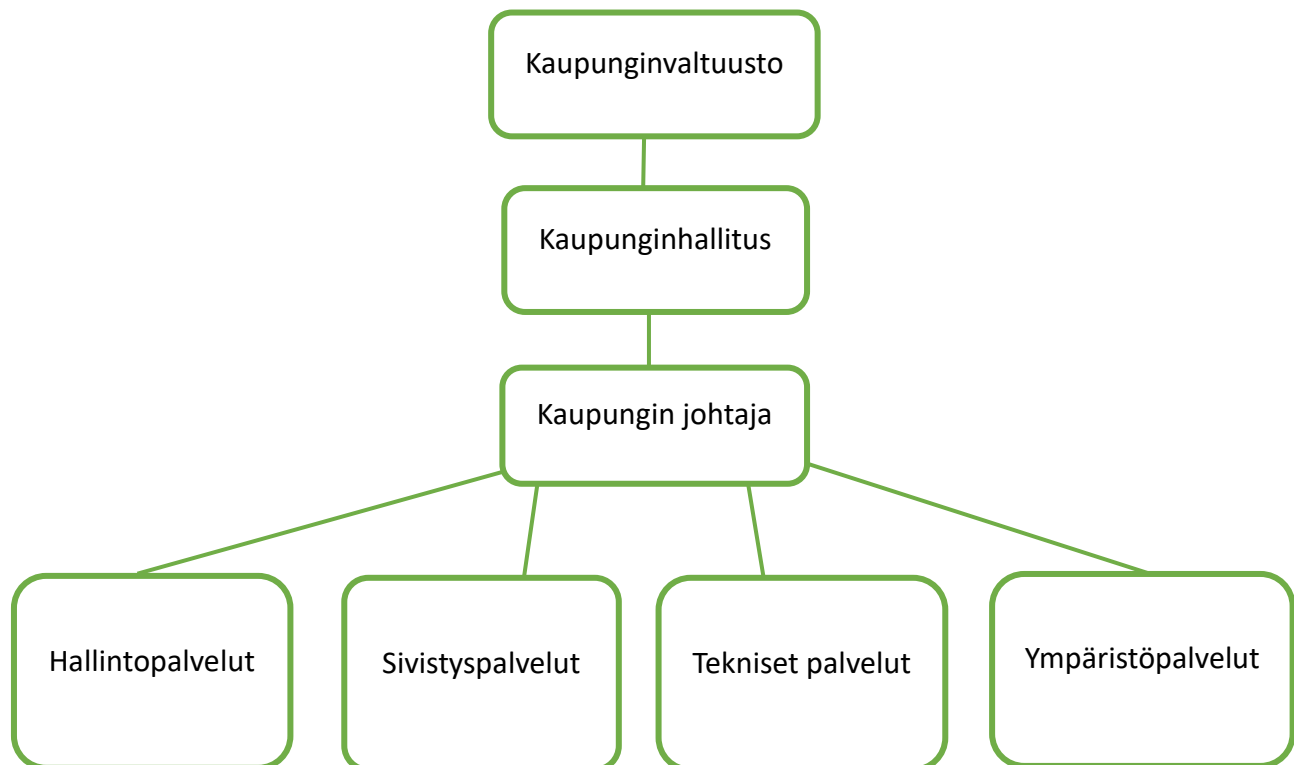 Kaupunginvaltuusto
Kaupunginhallitus
Kaupungin johtaja
Hallintopalvelut
Sivistyspalvelut
Tekniset palvelut
Ympäristöpalvelut